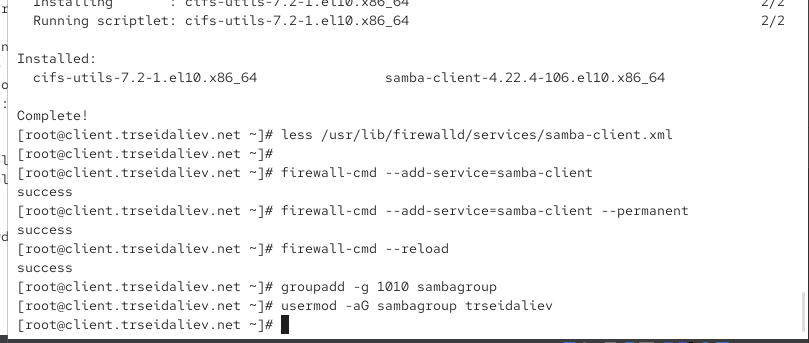 Installing : cifs-utils-7.2-1.el10.x86_64 2/2
Running scriptlet: cifs-utils-7.2-1.el10.x86_64 2/2
Installed:
cifs-utils-7.2-1.el10.x86_64 samba-client-4.22.4-106.el10.x86_64
Complete!
[root@client.trseidaliev.net ~]# less /usr/lib/firewalld/services/samba-client.xml
[root@client.trseidaliev.net ~]#
[root@client.trseidaliev.net ~]# firewall-cmd --add-service=samba-client
success
[root@client.trseidaliev.net ~]# firewall-cmd --add-service=samba-client --permanent
success
[root@client.trseidaliev.net ~]# firewall-cmd --reload
success
[root@client.trseidaliev.net ~]# groupadd -g 1010 sambagroup
[root@client.trseidaliev.net ~]# usermod -aG sambagroup trseidaliev
[root@client.trseidaliev.net ~]#